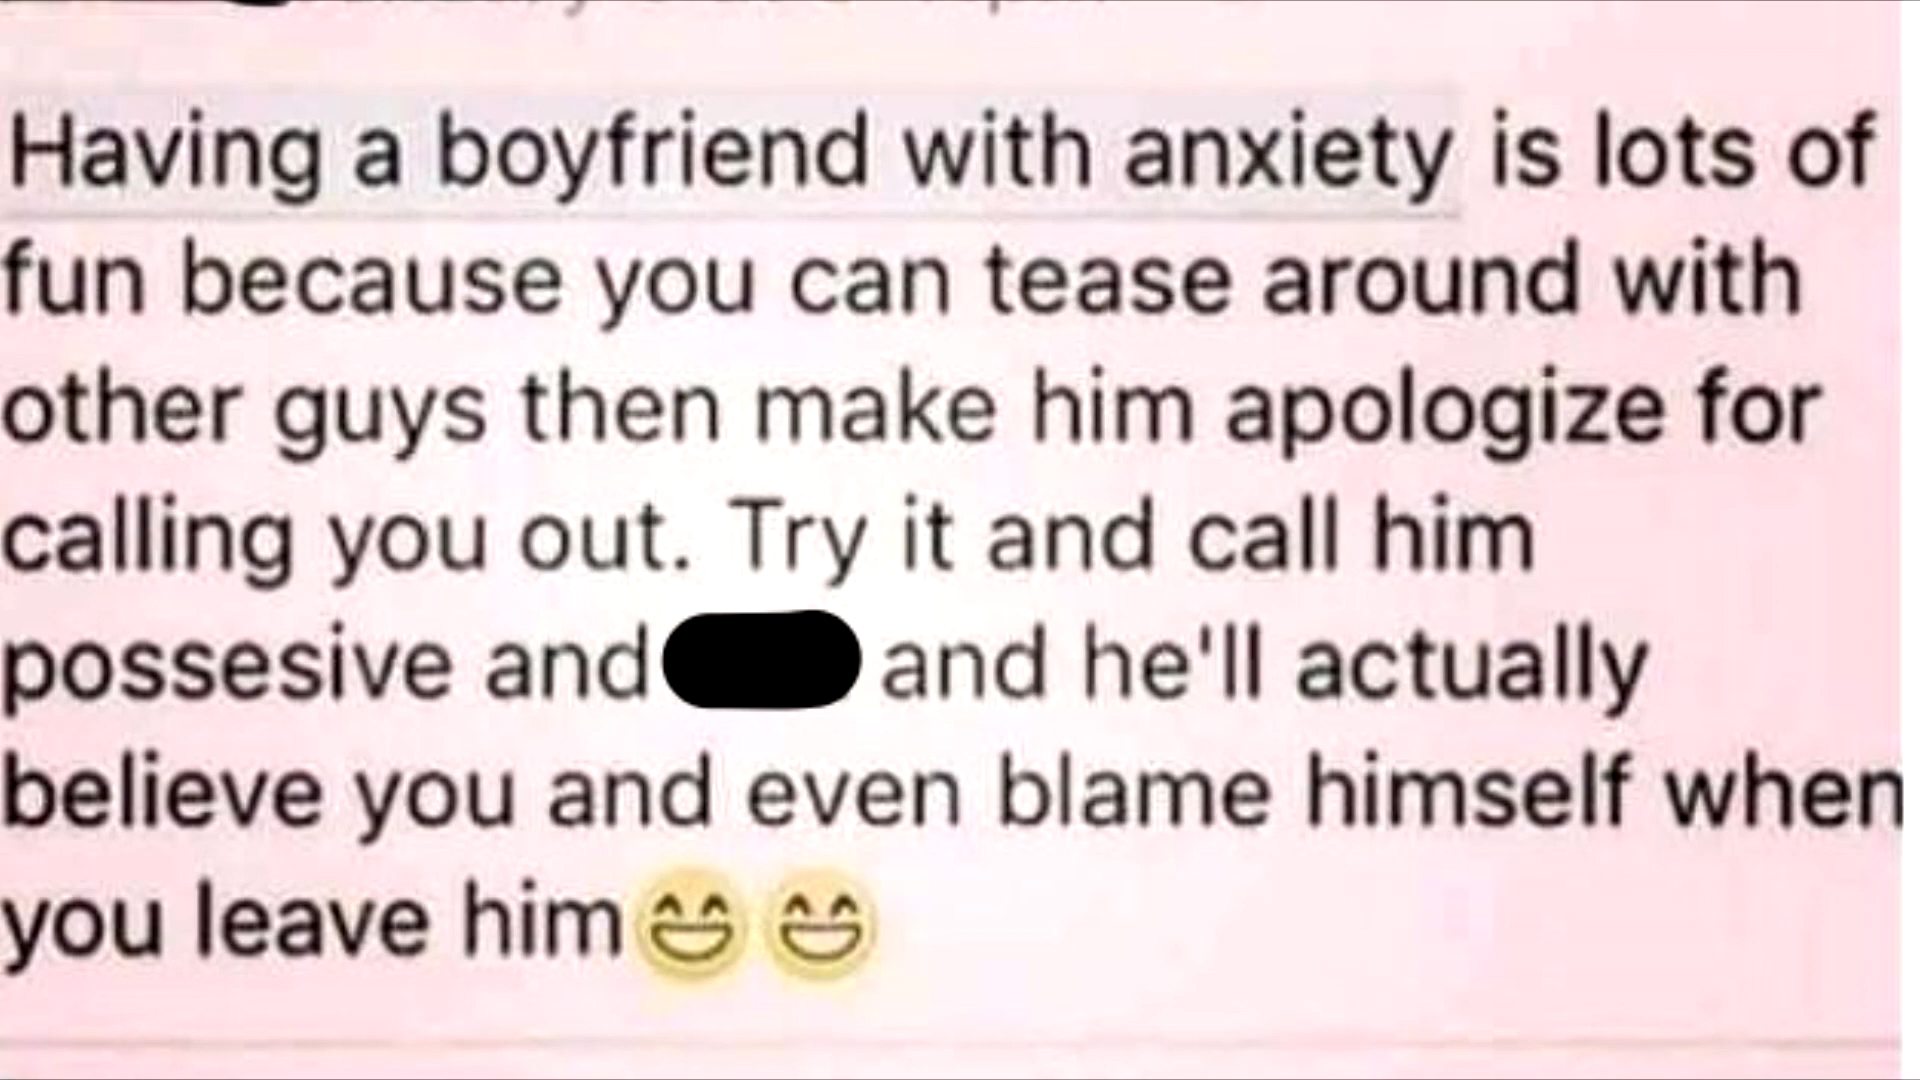 Having a boyfriend with anxiety is lots of
fun because you can tease around with
other guys then make him apologize for
calling you out. Try it and call him
possesive and and he'll actually
believe you and even blame himself when
you leave him😄😄